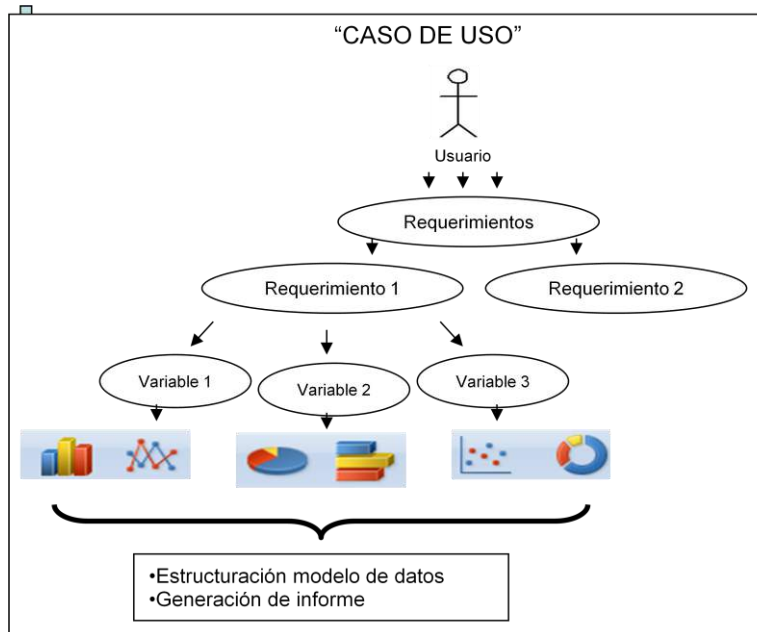 “CASO DE USO”
Usuario
Requerimientos
Requerimiento 1
Requerimiento 2
Variable 1
Variable 2
Variable 3
•Estructuración modelo de datos
•Generación de informe